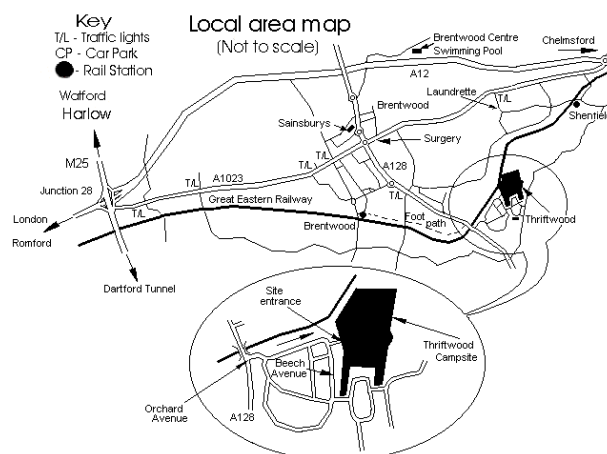 Key
T/L - Traffic lights
CP - Car Park
- Rail Station
Local area map
(Not to scale)
Brentwood Centre
Swimming Pool
Chelmsford
A12
Watford
Harlow
Laundrette
T/L
Brentwood
Sainsburys
Shenfield
Surgery
M25
T/L
T/L
A128
Junction 28
A1023
T/L
T/L
Great Eastern Railway
London
T/L
Thriftwood
Romford
Brentwood
Foot
path
Dartford Tunnel
Site
entrance
Thriftwood
Campsite
Beech
Avenue
Orchard
Avenue
A128